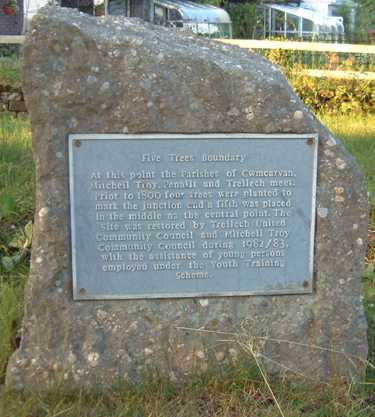 Five Trees Boundary
At this point the Parishes of Cwmcarvan,
Mitchell Troy, Penallt and Trellech meet.
Prior to 1800 four trees were planted to
mark the junction and a fifth was placed
in the middle as the central point. The
Site was restored by Trellech United
Community Council and Mitchell Troy
Community Council during 1982/83,
with the assistance of young persons
employed under the Youth Training
Scheme.